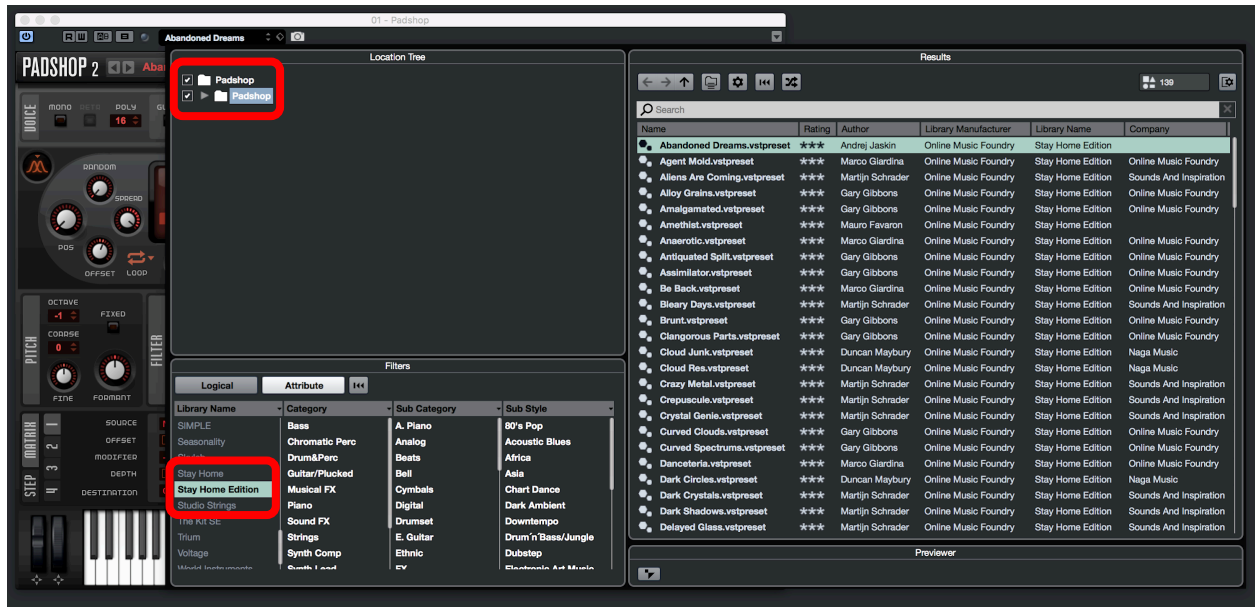 01 - Padshop
R W AB E Abandoned Dreams
PADSHOP 2 Aba
VOICE
MONO POLY GL
16
RANDOM
SPREAD
POS
OFFSET LOOP
OCTAVE
-1 FIXED
COARSE
0
PITCH
FILTER
FINE FORMANT
STEP MATRIX
1 2 3 4
SOURCE
OFFSET
MODIFIER
DEPTH
DESTINATION
Location Tree
Padshop
Padshop
Filters
Logical Attribute
Library Name Category Sub Category Sub Style
SIMPLE Bass A. Piano 80's Pop
Seasonality Chromatic Perc Analog Acoustic Blues
Drum&Perc Beats Africa
Stay Home Guitar/Plucked Bell Asia
Stay Home Edition Musical FX Cymbals Chart Dance
Studio Strings Piano Digital Dark Ambient
The Kit SE Sound FX Drumset Downtempo
Trium Strings E. Guitar Drum´n´Bass/Jungle
Voltage Synth Comp Ethnic Dubstep
World Instruments Synth Lead FX Electronic Art Music
Results
139
Search
Name Rating Author Library Manufacturer Library Name Company
Abandoned Dreams.vstpreset *** Andrej Jaskin Online Music Foundry Stay Home Edition
Agent Mold.vstpreset *** Marco Giardina Online Music Foundry Stay Home Edition Online Music Foundry
Aliens Are Coming.vstpreset *** Martijn Schrader Online Music Foundry Stay Home Edition Sounds And Inspiration
Alloy Grains.vstpreset *** Gary Gibbons Online Music Foundry Stay Home Edition Online Music Foundry
Amalgamated.vstpreset *** Gary Gibbons Online Music Foundry Stay Home Edition Online Music Foundry
Amethist.vstpreset *** Mauro Favaron Online Music Foundry Stay Home Edition
Anaerotic.vstpreset *** Marco Giardina Online Music Foundry Stay Home Edition Online Music Foundry
Antiquated Split.vstpreset *** Gary Gibbons Online Music Foundry Stay Home Edition Online Music Foundry
Assimilator.vstpreset *** Gary Gibbons Online Music Foundry Stay Home Edition Online Music Foundry
Be Back.vstpreset *** Marco Giardina Online Music Foundry Stay Home Edition Online Music Foundry
Bleary Days.vstpreset *** Martijn Schrader Online Music Foundry Stay Home Edition Sounds And Inspiration
Brunt.vstpreset *** Gary Gibbons Online Music Foundry Stay Home Edition Online Music Foundry
Clangorous Parts.vstpreset *** Gary Gibbons Online Music Foundry Stay Home Edition Online Music Foundry
Cloud Junk.vstpreset *** Duncan Maybury Online Music Foundry Stay Home Edition Naga Music
Cloud Res.vstpreset *** Duncan Maybury Online Music Foundry Stay Home Edition Naga Music
Crazy Metal.vstpreset *** Martijn Schrader Online Music Foundry Stay Home Edition Sounds And Inspiration
Crepuscule.vstpreset *** Martijn Schrader Online Music Foundry Stay Home Edition Sounds And Inspiration
Crystal Genie.vstpreset *** Martijn Schrader Online Music Foundry Stay Home Edition Sounds And Inspiration
Curved Clouds.vstpreset *** Gary Gibbons Online Music Foundry Stay Home Edition Online Music Foundry
Curved Spectrums.vstpreset *** Gary Gibbons Online Music Foundry Stay Home Edition Online Music Foundry
Danceteria.vstpreset *** Marco Giardina Online Music Foundry Stay Home Edition Online Music Foundry
Dark Circles.vstpreset *** Duncan Maybury Online Music Foundry Stay Home Edition Naga Music
Dark Crystals.vstpreset *** Martijn Schrader Online Music Foundry Stay Home Edition Sounds And Inspiration
Dark Shadows.vstpreset *** Martijn Schrader Online Music Foundry Stay Home Edition Sounds And Inspiration
Delayed Glass.vstpreset *** Martijn Schrader Online Music Foundry Stay Home Edition Sounds And Inspiration
Previewer